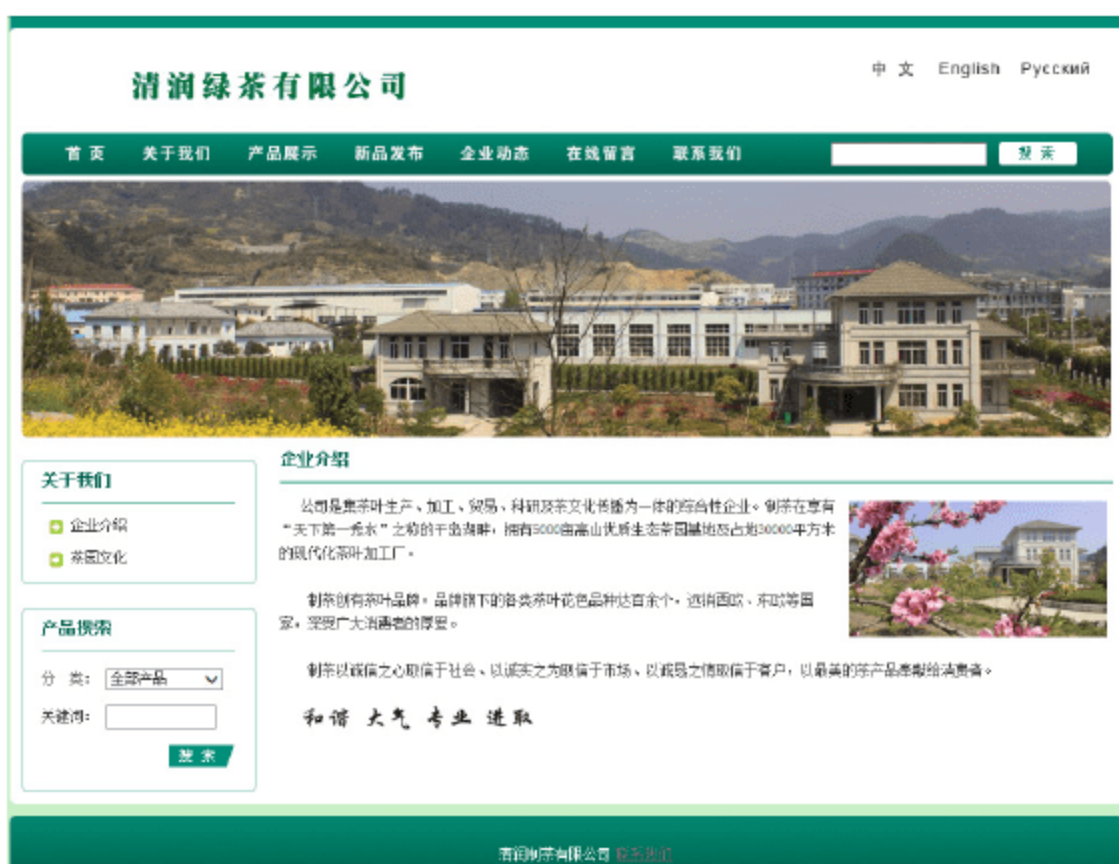 清润绿茶有限公司
中 文 English Русский
首 页 关于我们 产品展示 新品发布 企业动态 在线留言 联系我们 搜 索
关于我们
企业介绍
茶园文化
产品搜索
分 类: 全部产品
关键词:
搜 索
企业介绍
公司是集茶叶生产、加工、贸易、科研及茶文化传播为一体的综合性企业。制茶在享有
“天下第一秀水”之称的千岛湖畔,拥有5000亩高山优质生态茶园基地及占地30000平方米
的现代化茶叶加工厂。
制茶创有茶叶品牌。品牌旗下的各类茶叶花色品种达百余个,远销西欧、东欧等国
家,深受广大消费者的厚爱。
制茶以诚信之心取信于社会、以诚实之为取信于市场、以诚恳之情取信于客户,以最美的茶产品奉献给消费者。
和谐 大气 专业 进取
清润制茶有限公司 联系我们